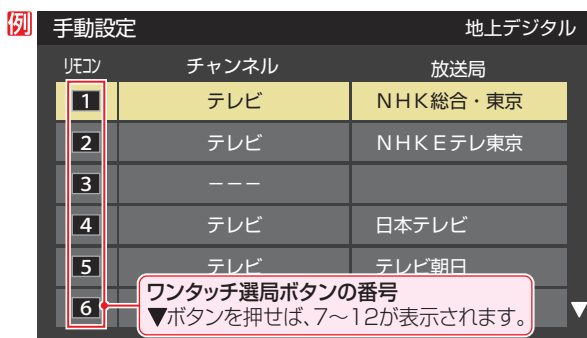 例
手動設定 地上デジタル
リモコン チャンネル 放送局
1 テレビ NHK総合・東京
2 テレビ NHKEテレ東京
3 −−−
4 テレビ 日本テレビ
5 テレビ テレビ朝日
6
ワンタッチ選局ボタンの番号
▼ボタンを押せば、7〜12が表示されます。
▼